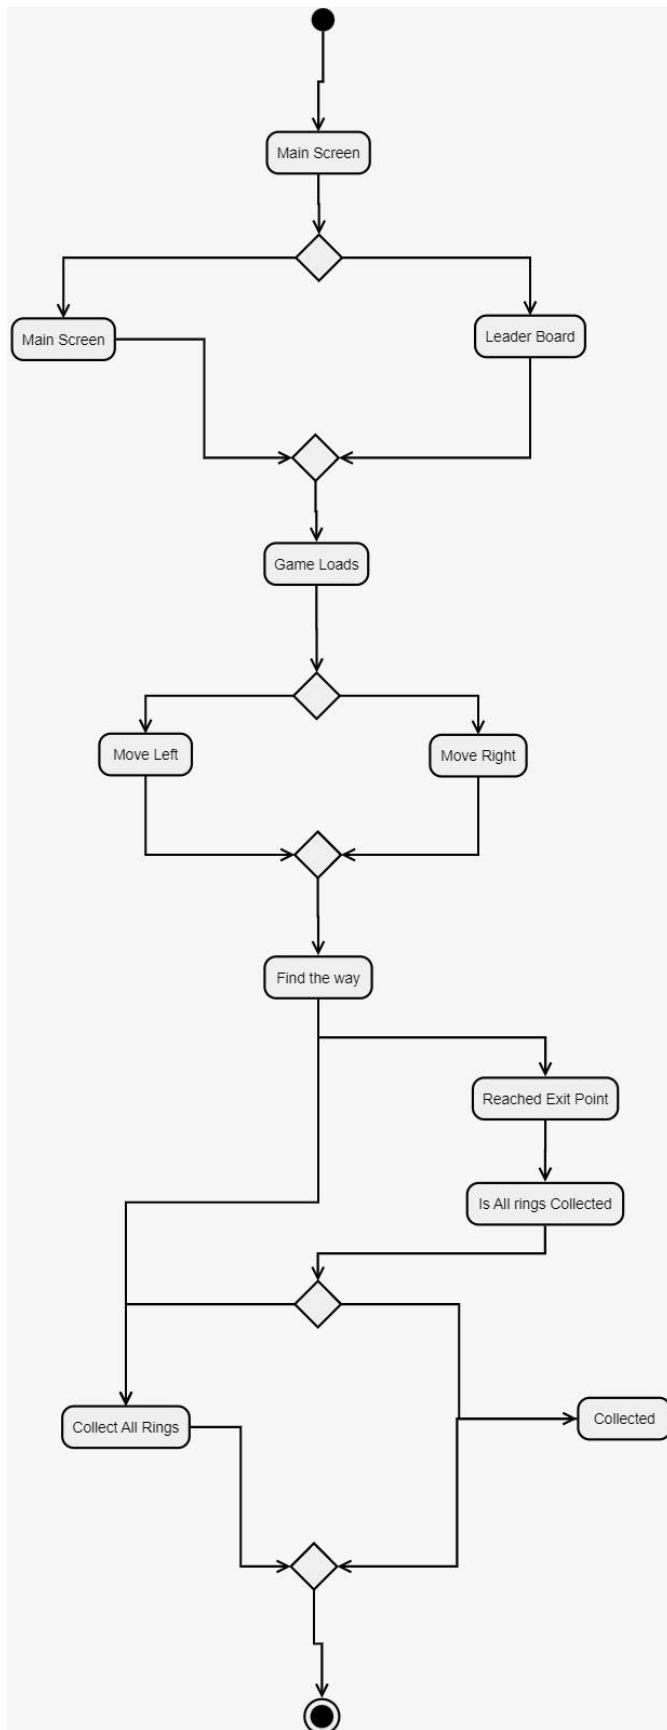 Main Screen
Main Screen
Leader Board
Game Loads
Move Left
Move Right
Find the way
Reached Exit Point
Is All rings Collected
Collect All Rings
Collected